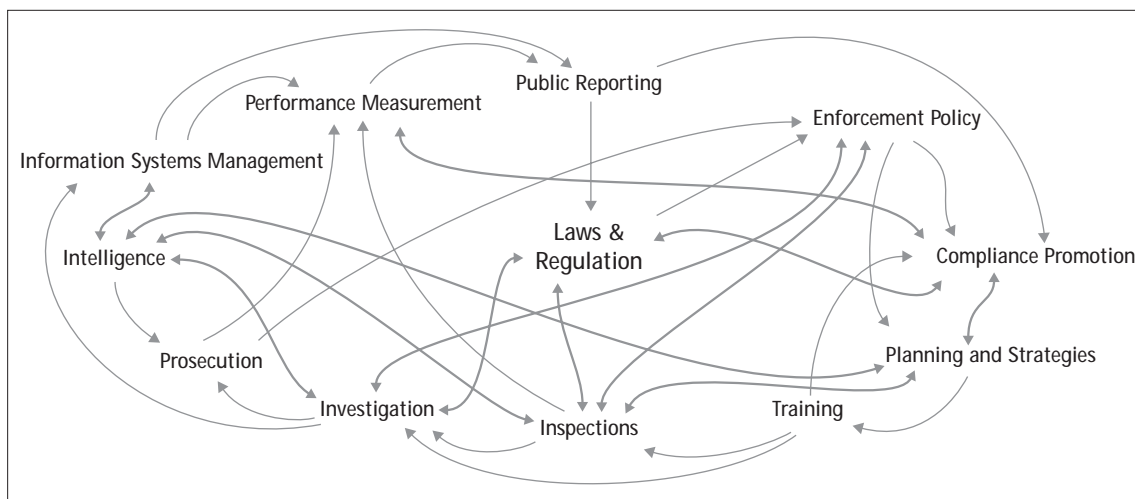 Public Reporting
Performance Measurement
Enforcement Policy
Information Systems Management
Laws &
Regulation
Intelligence
Compliance Promotion
Prosecution
Planning and Strategies
Investigation
Training
Inspections